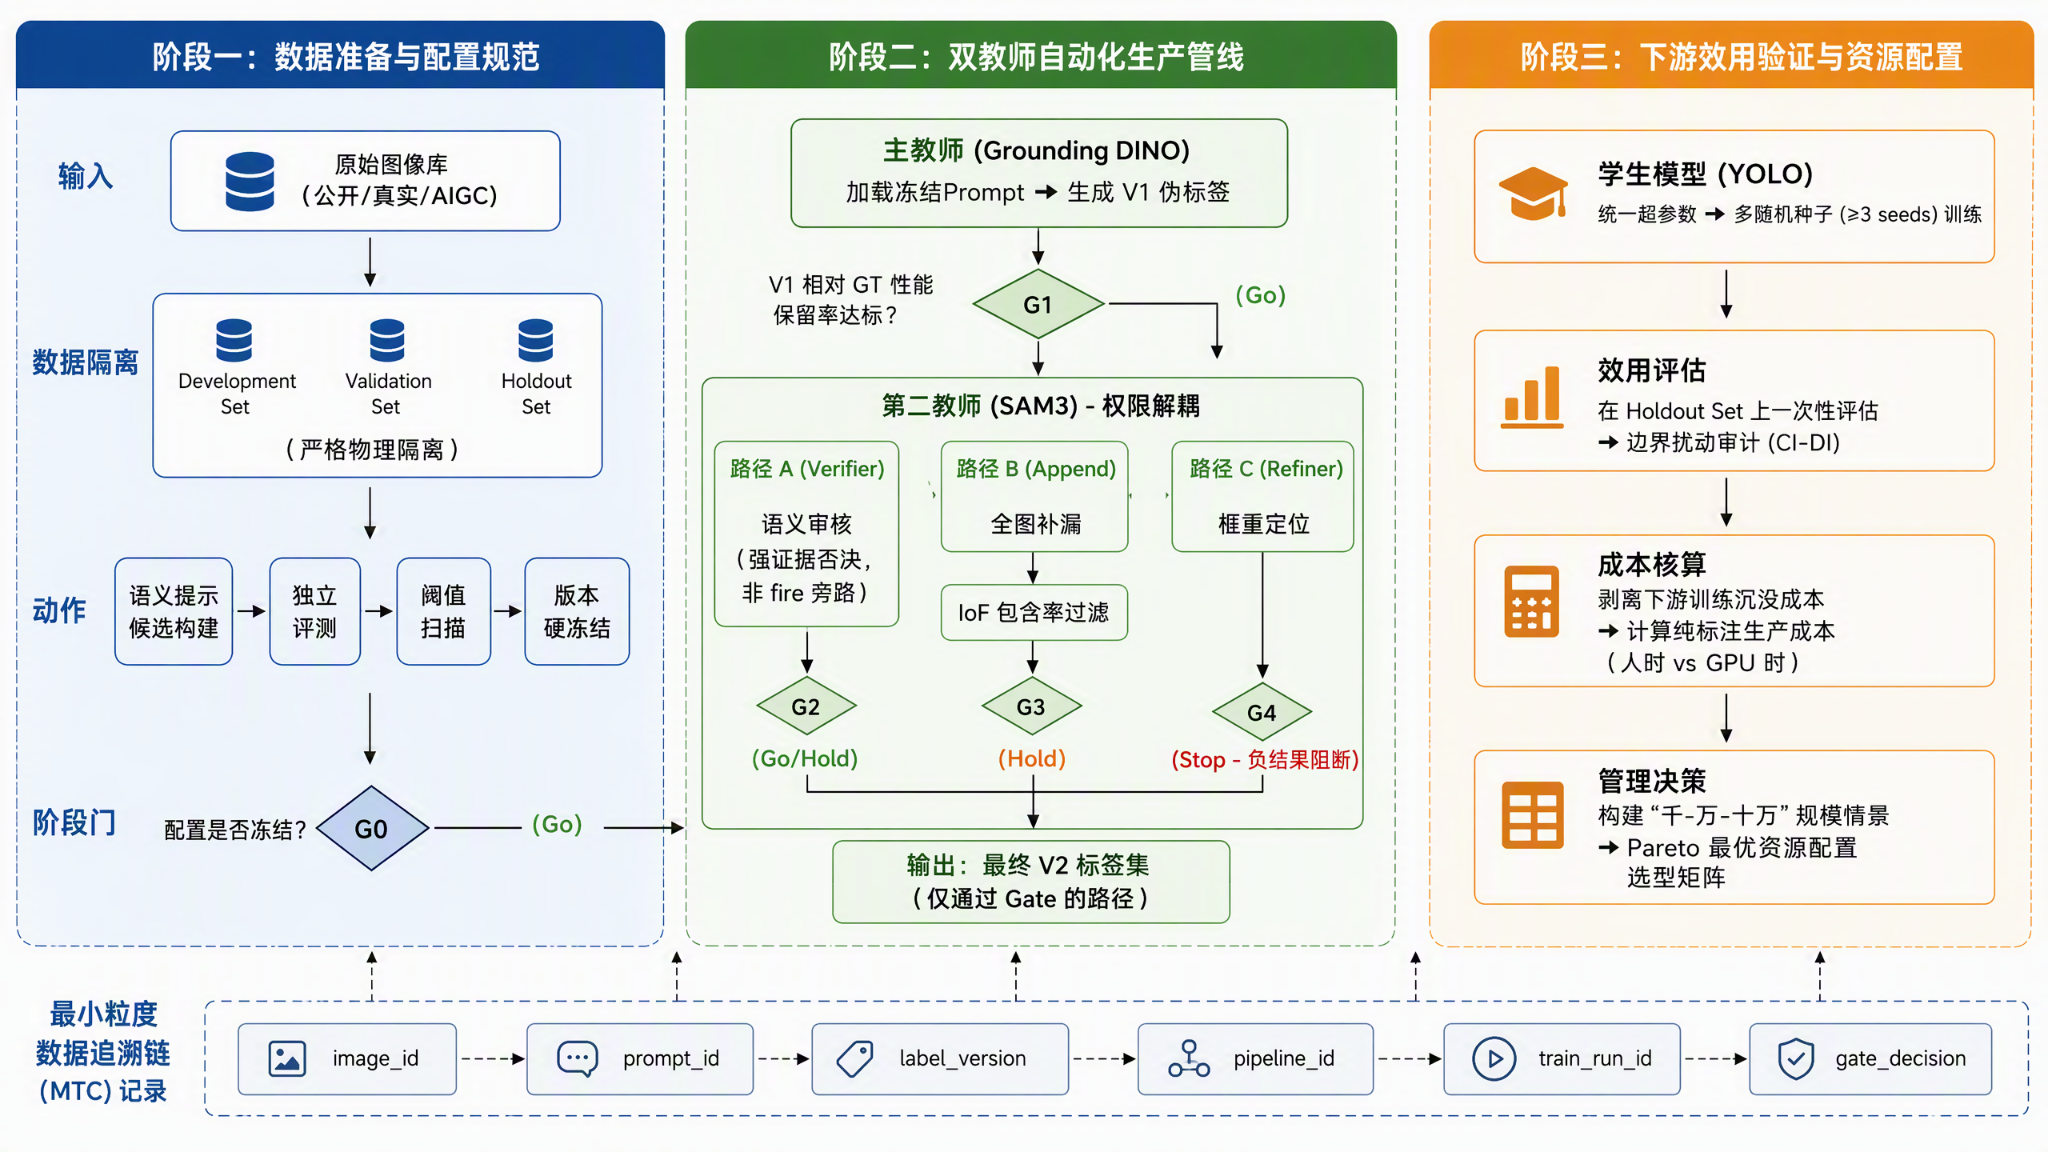 阶段一：数据准备与配置规范
输入
原始图像库
（公开/真实/AIGC）
数据隔离
Development
Set
Validation
Set
Holdout
Set
（严格物理隔离）
动作
语义提示
候选构建
独立
评测
阈值
扫描
版本
硬冻结
阶段门
配置是否冻结？
G0
(Go)
阶段二：双教师自动化生产管线
主教师 (Grounding DINO)
加载冻结Prompt → 生成 V1 伪标签
V1 相对 GT 性能
保留率达标？
G1
(Go)
第二教师 (SAM3) - 权限解耦
路径 A (Verifier)
语义审核
（强证据否决，
非 fire 旁路）
G2
(Go/Hold)
路径 B (Append)
全图补漏
IoF 包含率过滤
G3
(Hold)
路径 C (Refiner)
框重定位
G4
(Stop - 负结果阻断)
输出：最终 V2 标签集
（仅通过 Gate 的路径）
阶段三：下游效用验证与资源配置
学生模型 (YOLO)
统一超参数 → 多随机种子 (≥3 seeds) 训练
效用评估
在 Holdout Set 上一次性评估
→ 边界扰动审计 (CI-DI)
成本核算
剥离下游训练沉没成本
→ 计算纯标注生产成本
（人时 vs GPU 时）
管理决策
构建 “千-万-十万” 规模情景
→ Pareto 最优资源配置
选型矩阵
最小粒度
数据追溯链
(MTC) 记录
image_id
prompt_id
label_version
pipeline_id
train_run_id
gate_decision